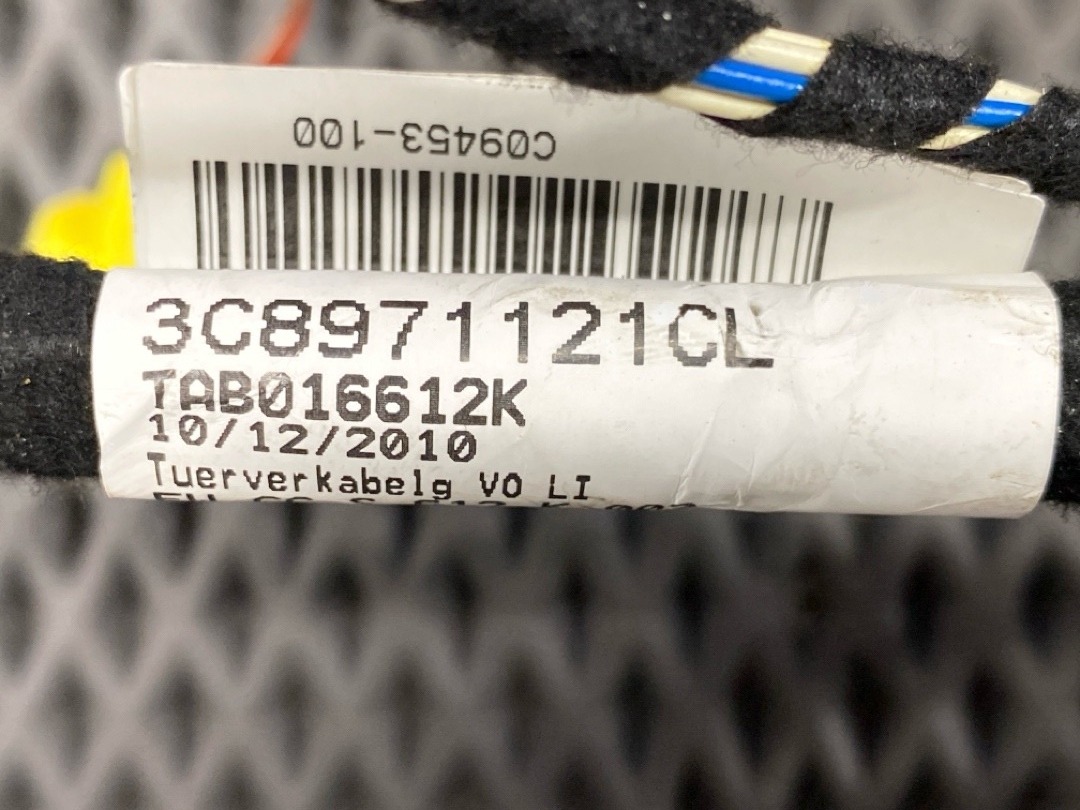 C09453-100
3C8971121CL
TAB016612K
10/12/2010
Tuerverkabelg VO LI